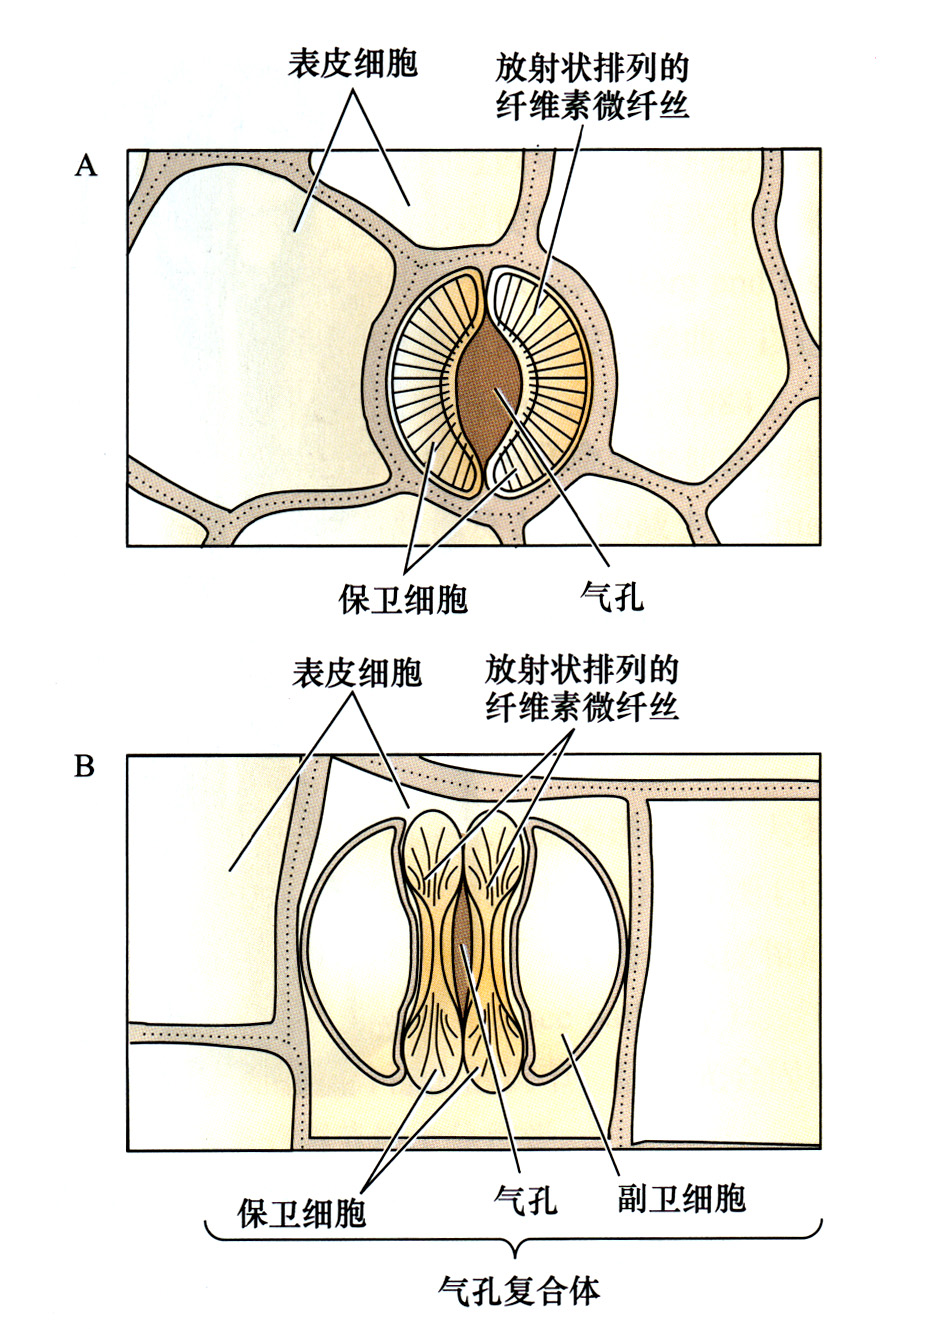 表皮细胞
放射状排列的
纤维素微纤丝
A
保卫细胞
气孔
表皮细胞
放射状排列的
纤维素微纤丝
B
保卫细胞
气孔
副卫细胞
气孔复合体